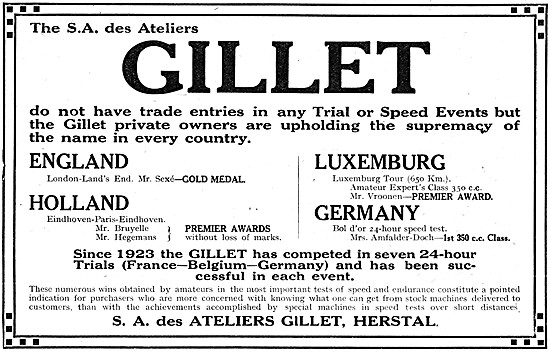 The S.A. des Ateliers
GILLET
do not have trade entries in any Trial or Speed Events but
the Gillet private owners are upholding the supremacy of
the name in every country.
ENGLAND
London-Land's End. Mr. Sexé—GOLD MEDAL.
HOLLAND
Eindhoven-Paris-Eindhoven.
Mr. Bruyelle } PREMIER AWARDS
Mr. Hegemans } without loss of marks.
LUXEMBURG
Luxemburg Tour (650 Km.).
Amateur Expert's Class 350 c.c.
Mr. Vroonen—PREMIER AWARD.
GERMANY
Bol d'or 24-hour speed test.
Mrs. Amfalder-Doch—1st 350 c.c. Class.
Since 1923 the GILLET has competed in seven 24-hour
Trials (France—Belgium—Germany) and has been suc-
cessful in each event.
These numerous wins obtained by amateurs in the most important tests of speed and endurance constitute a pointed
indication for purchasers who are more concerned with knowing what one can get from stock machines delivered to
customers, than with the achievements accomplished by special machines in speed tests over short distances
S. A. des ATELIERS GILLET, HERSTAL.